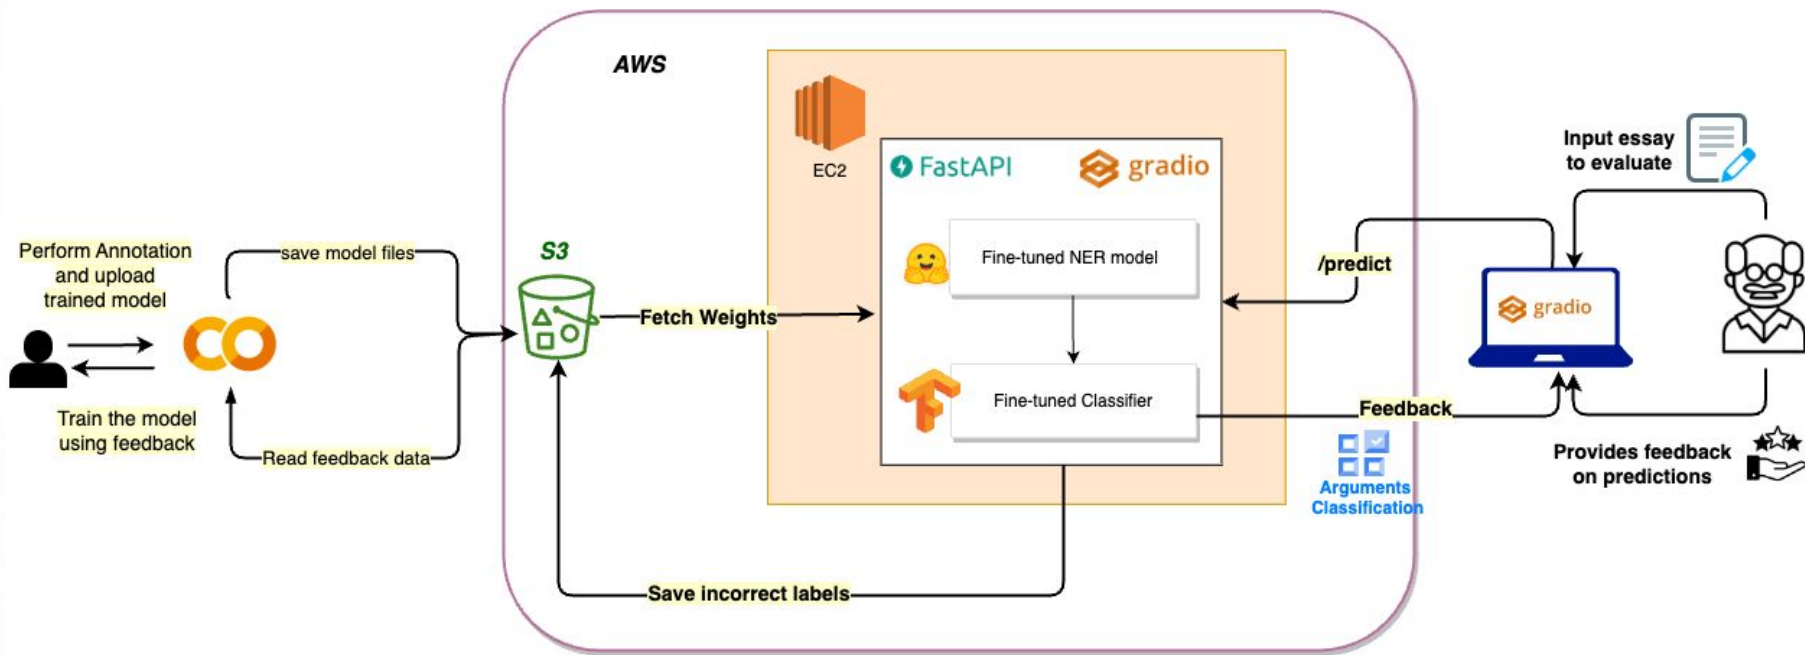 AWS
EC2
FastAPI
gradio
Input essay
to evaluate
Perform Annotation
and upload
trained model
save model files
S3
Fine-tuned NER model
/predict
gradio
Fetch Weights
Train the model
using feedback
Read feedback data
Fine-tuned Classifier
Feedback
Provides feedback
on predictions
Arguments
Classification
Save incorrect labels